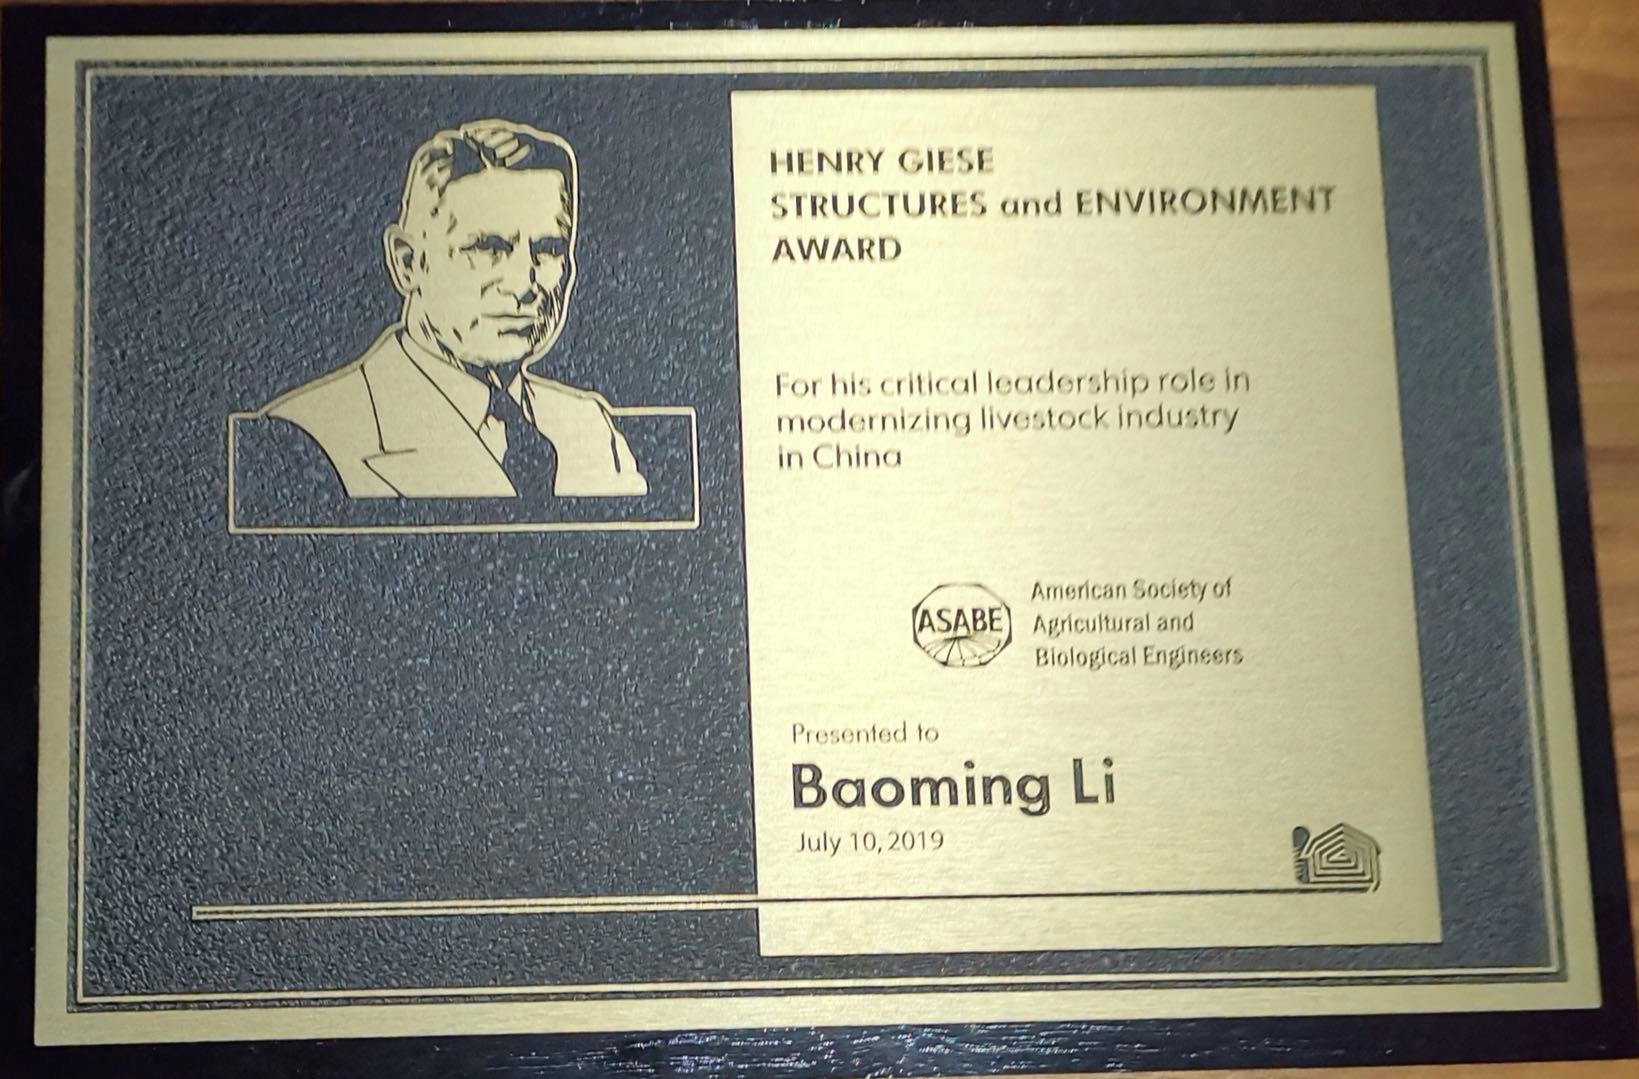 HENRY GIESE
STRUCTURES and ENVIRONMENT
AWARD
For his critical leadership role in
modernizing livestock industry
in China
ASABE
American Society of
Agricultural and
Biological Engineers
Presented to
Baoming Li
July 10, 2019